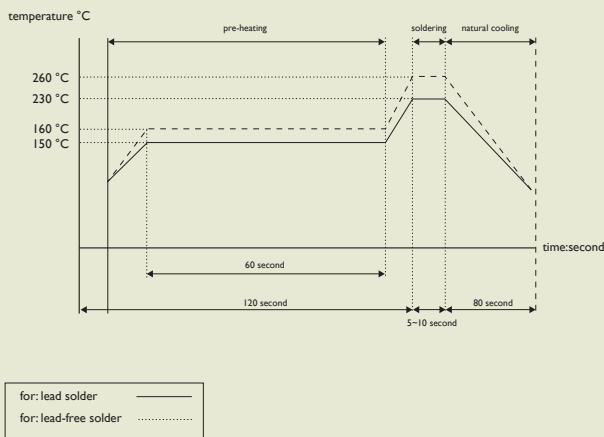 temperature °C
pre-heating
soldering
natural cooling
260 °C
230 °C
160 °C
150 °C
time:second
60 second
120 second
80 second
5~10 second
for: lead solder
for: lead-free solder